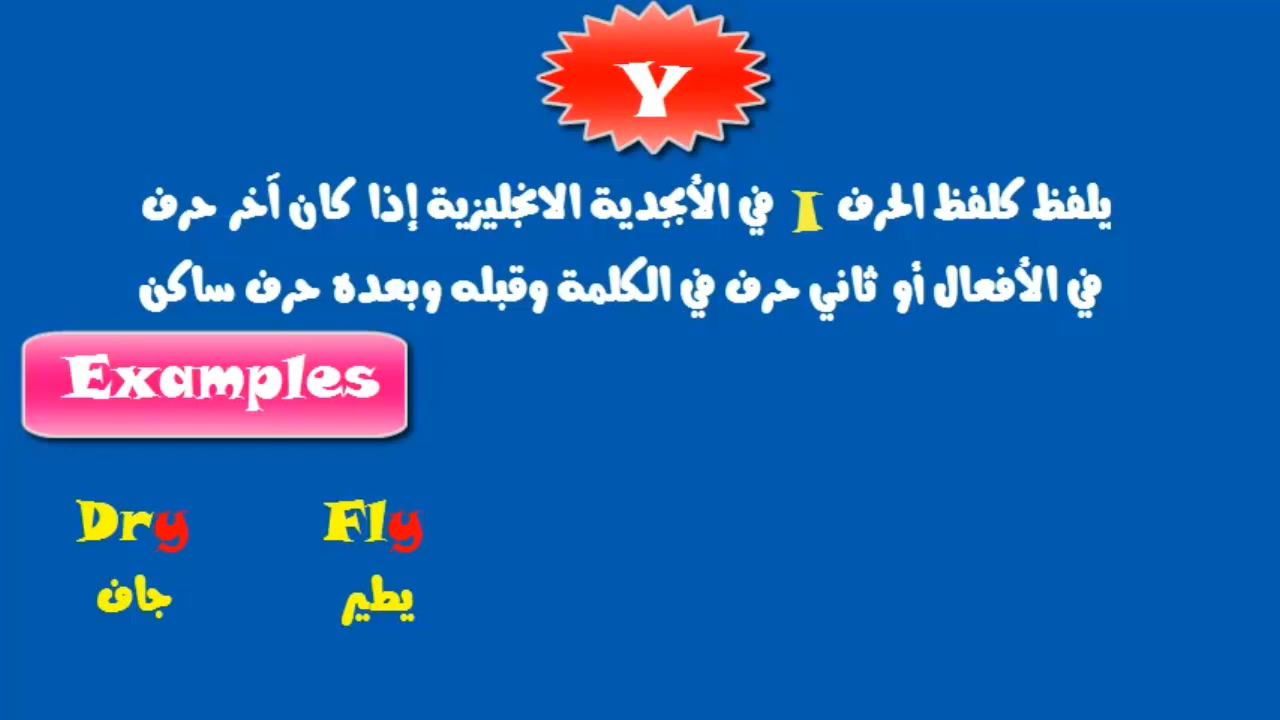 Y
يلفظ كلفظ الحرف I في الأبجدية الانجليزية إذا كان آخر حرف
في الأفعال أو ثاني حرف في الكلمة وقبله وبعده حرف ساكن
Examples
Dry Fly
جاف يطير